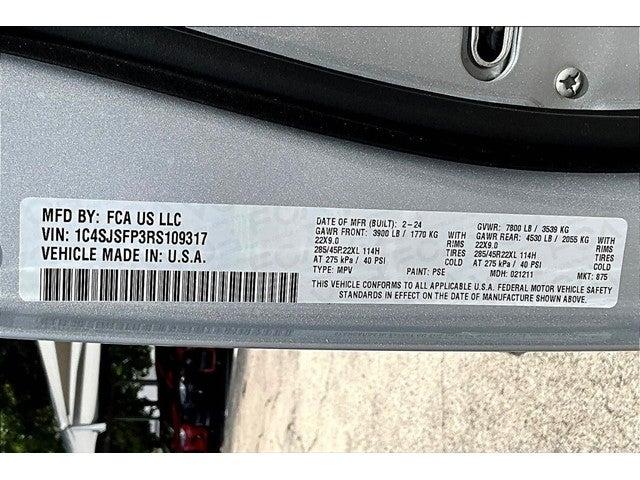 MFD BY: FCA US LLC
VIN: 1C4SJSFP3RS109317
VEHICLE MADE IN: U.S.A.
DATE OF MFR (BUILT): 2-24 GVWR: 7800 LB / 3539 KG
GAWR FRONT: 3900 LB / 1770 KG WITH GAWR REAR: 4530 LB / 2055 KG WITH
22X9.0 RIMS 22X9.0 RIMS
285/45R22XL 114H TIRES 285/45R22XL 114H TIRES
AT 275 kPa / 40 PSI COLD AT 275 kPa / 40 PSI COLD
TYPE: MPV PAINT: PSE MDH: 021211 MKT: 875
THIS VEHICLE CONFORMS TO ALL APPLICABLE U.S.A. FEDERAL MOTOR VEHICLE SAFETY
STANDARDS IN EFFECT ON THE DATE OF MANUFACTURE SHOWN ABOVE.